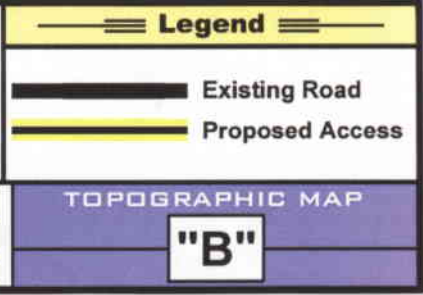 Legend
Existing Road
Proposed Access
TOPOGRAPHIC MAP
"B"